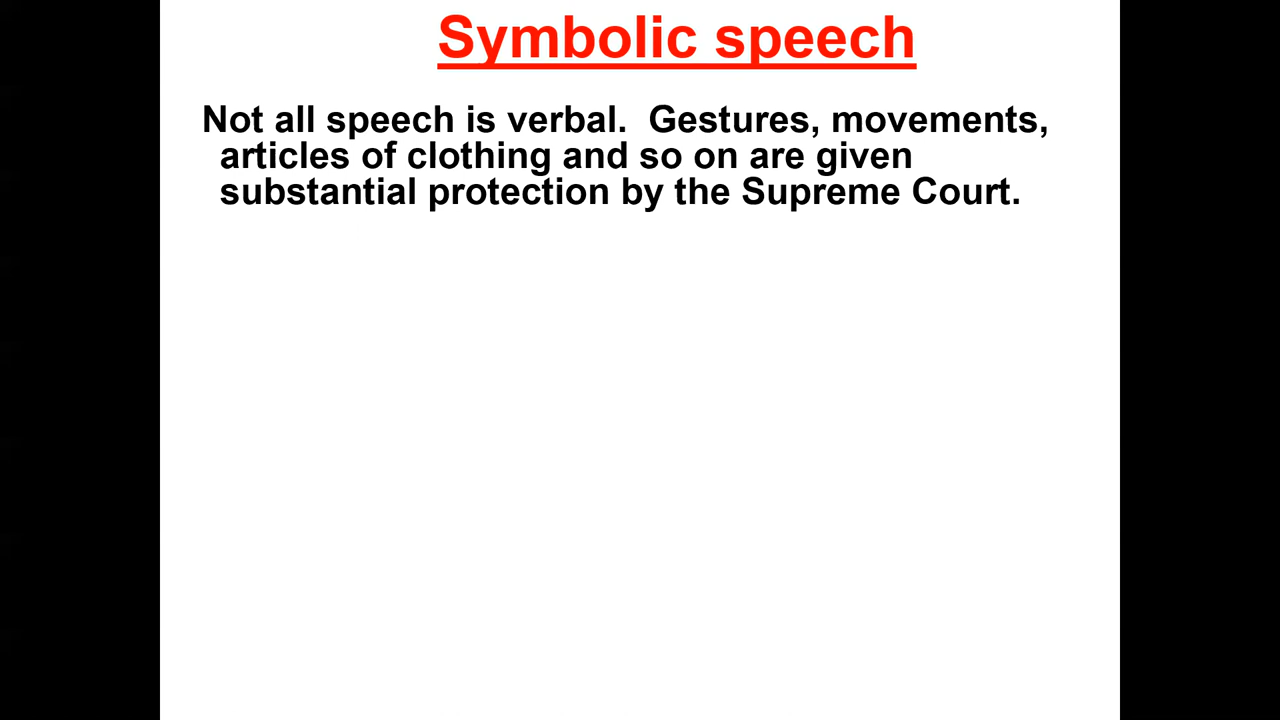 Symbolic speech
Not all speech is verbal.  Gestures, movements,
articles of clothing and so on are given
substantial protection by the Supreme Court.